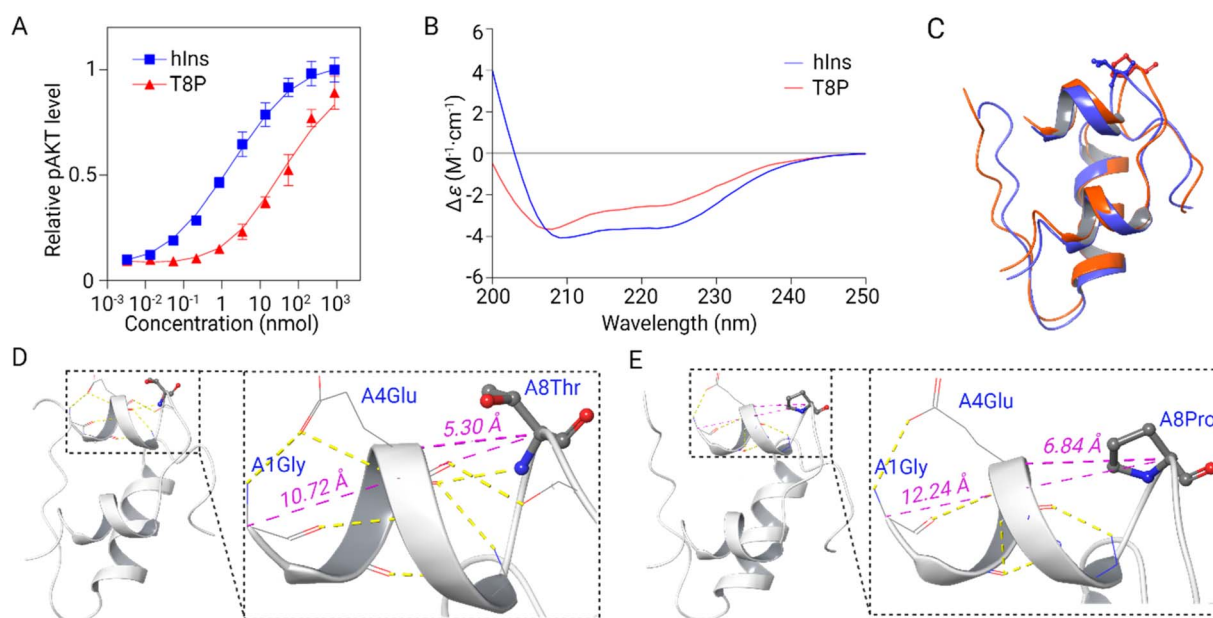 A
hIns
T8P
Relative pAKT level
1
0.5
0
10⁻³ 10⁻² 10⁻¹ 1 10 10² 10³
Concentration (nmol)
B
hIns
T8P
Δε (M⁻¹·cm⁻¹)
6
4
2
0
-2
-4
-6
200 210 220 230 240 250
Wavelength (nm)
C
D
A4Glu
A8Thr
5.30 Å
A1Gly
10.72 Å
E
A4Glu
A8Pro
6.84 Å
A1Gly
12.24 Å